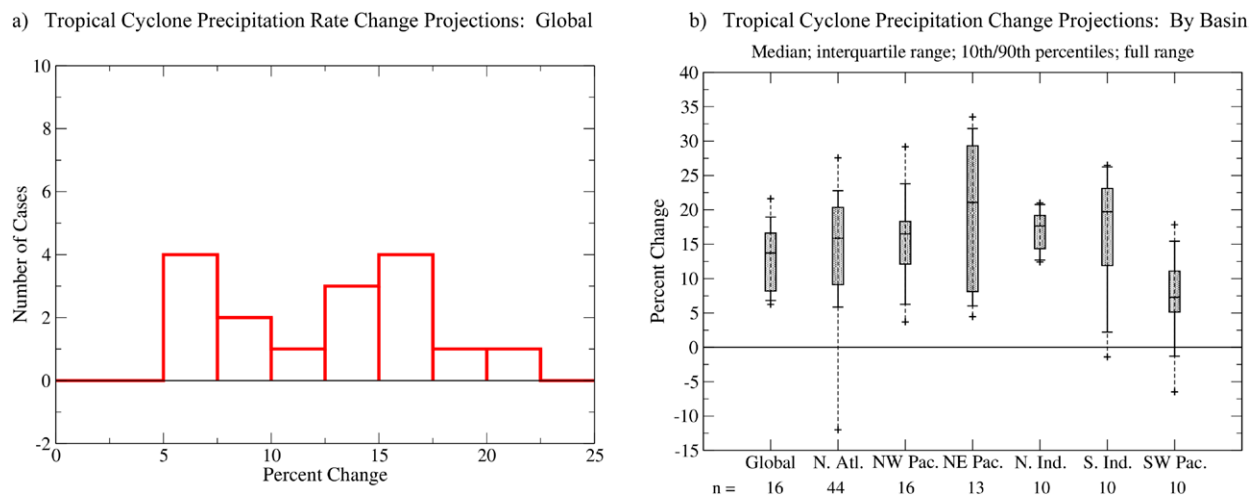 a) Tropical Cyclone Precipitation Rate Change Projections: Global
10
8
6
4
2
0
-2
Number of Cases
0 5 10 15 20 25
Percent Change
b) Tropical Cyclone Precipitation Change Projections: By Basin
Median; interquartile range; 10th/90th percentiles; full range
40
35
30
25
20
15
10
5
0
-5
-10
-15
Percent Change
Global N. Atl. NW Pac. NE Pac. N. Ind. S. Ind. SW Pac.
n = 16 44 16 13 10 10 10